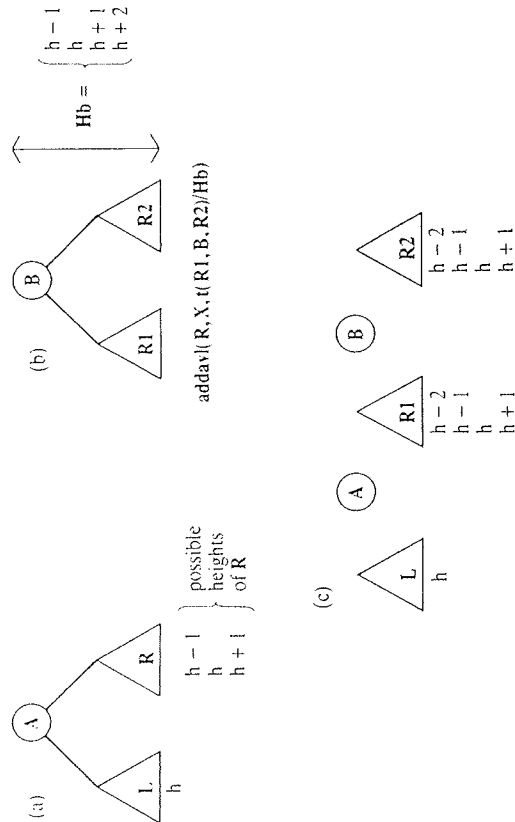 (a)
A
L
R
h
h − 1
h
h + 1
possible
heights
of R
(b)
B
R1
R2
Hb =
h − 1
h
h + 1
h + 2
addavl( R, X, t( R1, B, R2)/Hb)
(c)
L
h
A
R1
h − 2
h − 1
h
h + 1
B
R2
h − 2
h − 1
h
h + 1